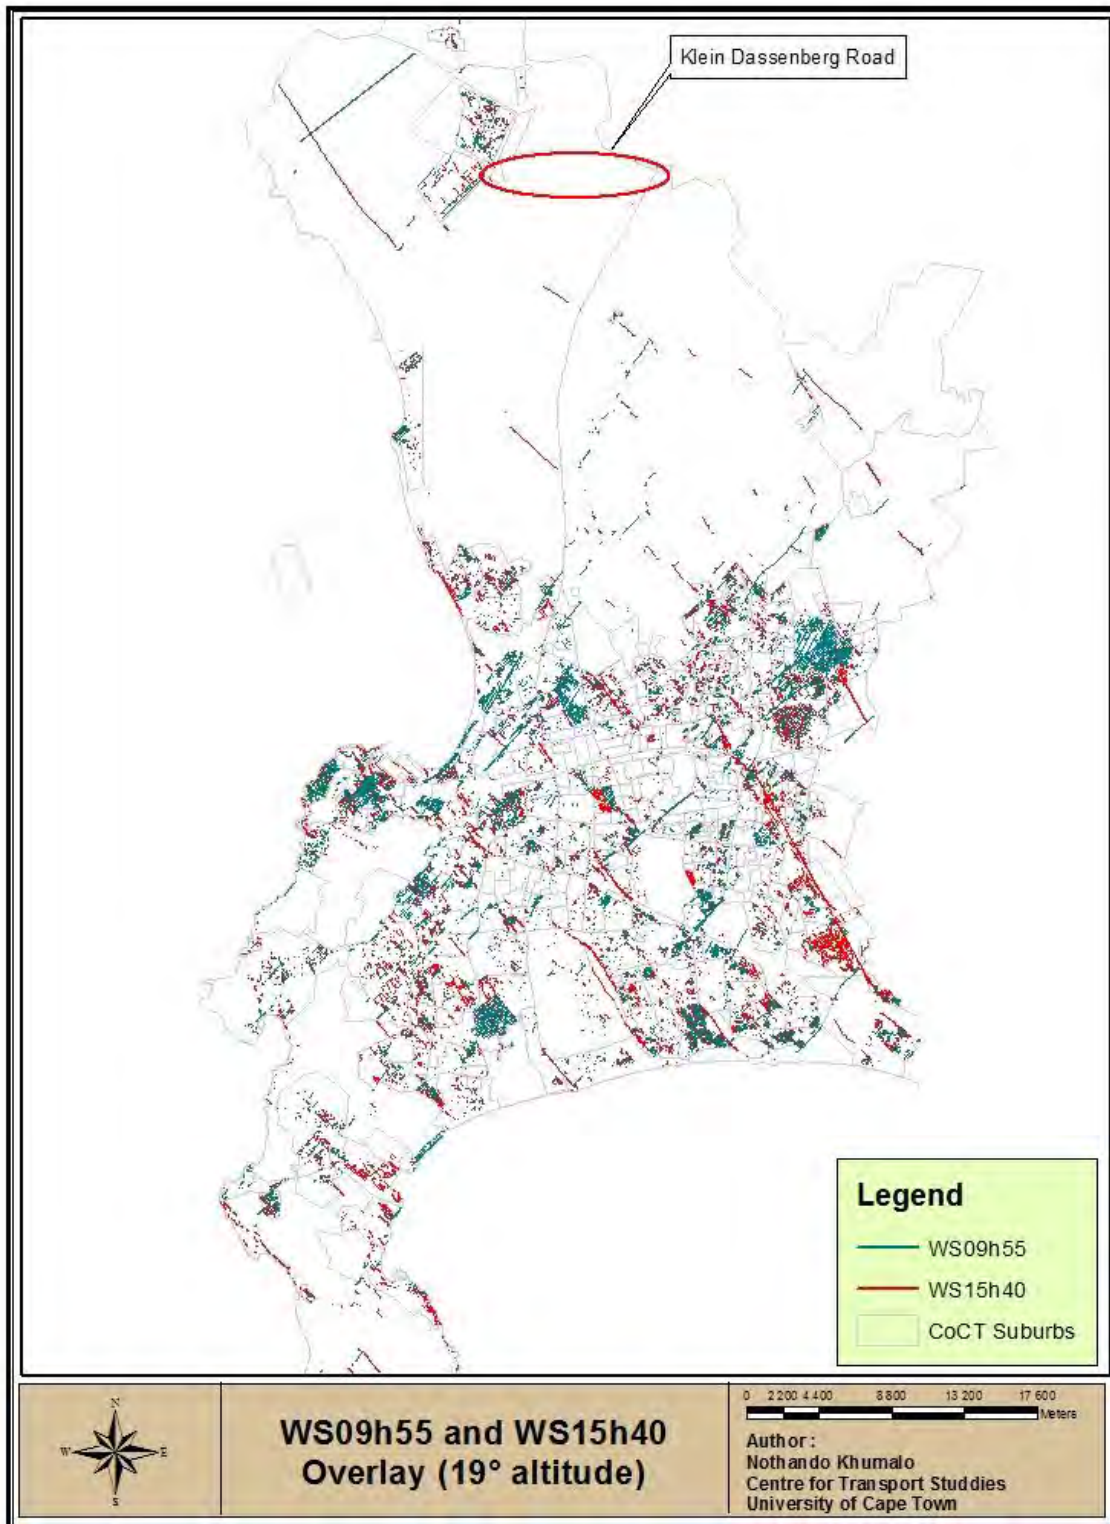 Klein Dassenberg Road
Legend
WS09h55
WS15h40
CoCT Suburbs
N
W
E
S
WS09h55 and WS15h40
Overlay (19° altitude)
0 2 200 4 400 8 800 13 200 17 600
Meters
Author :
Nothando Khumalo
Centre for Transport Studdies
University of Cape Town